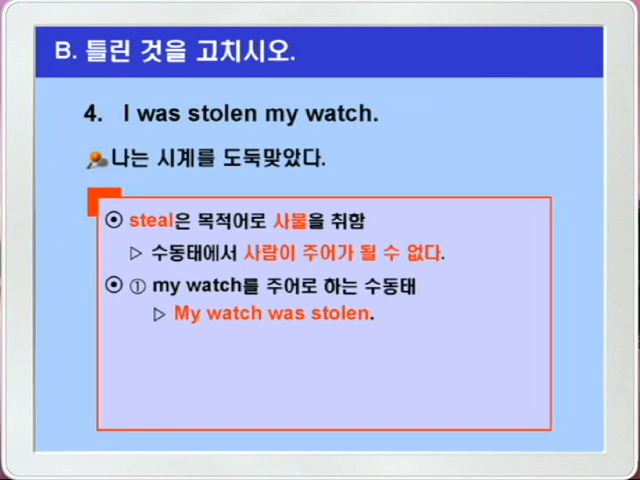 B. 틀린 것을 고치시오.
4. I was stolen my watch.
나는 시계를 도둑맞았다.
⊙ steal은 목적어로 사물을 취함
▷ 수동태에서 사람이 주어가 될 수 없다.
⊙ ① my watch를 주어로 하는 수동태
▷ My watch was stolen.